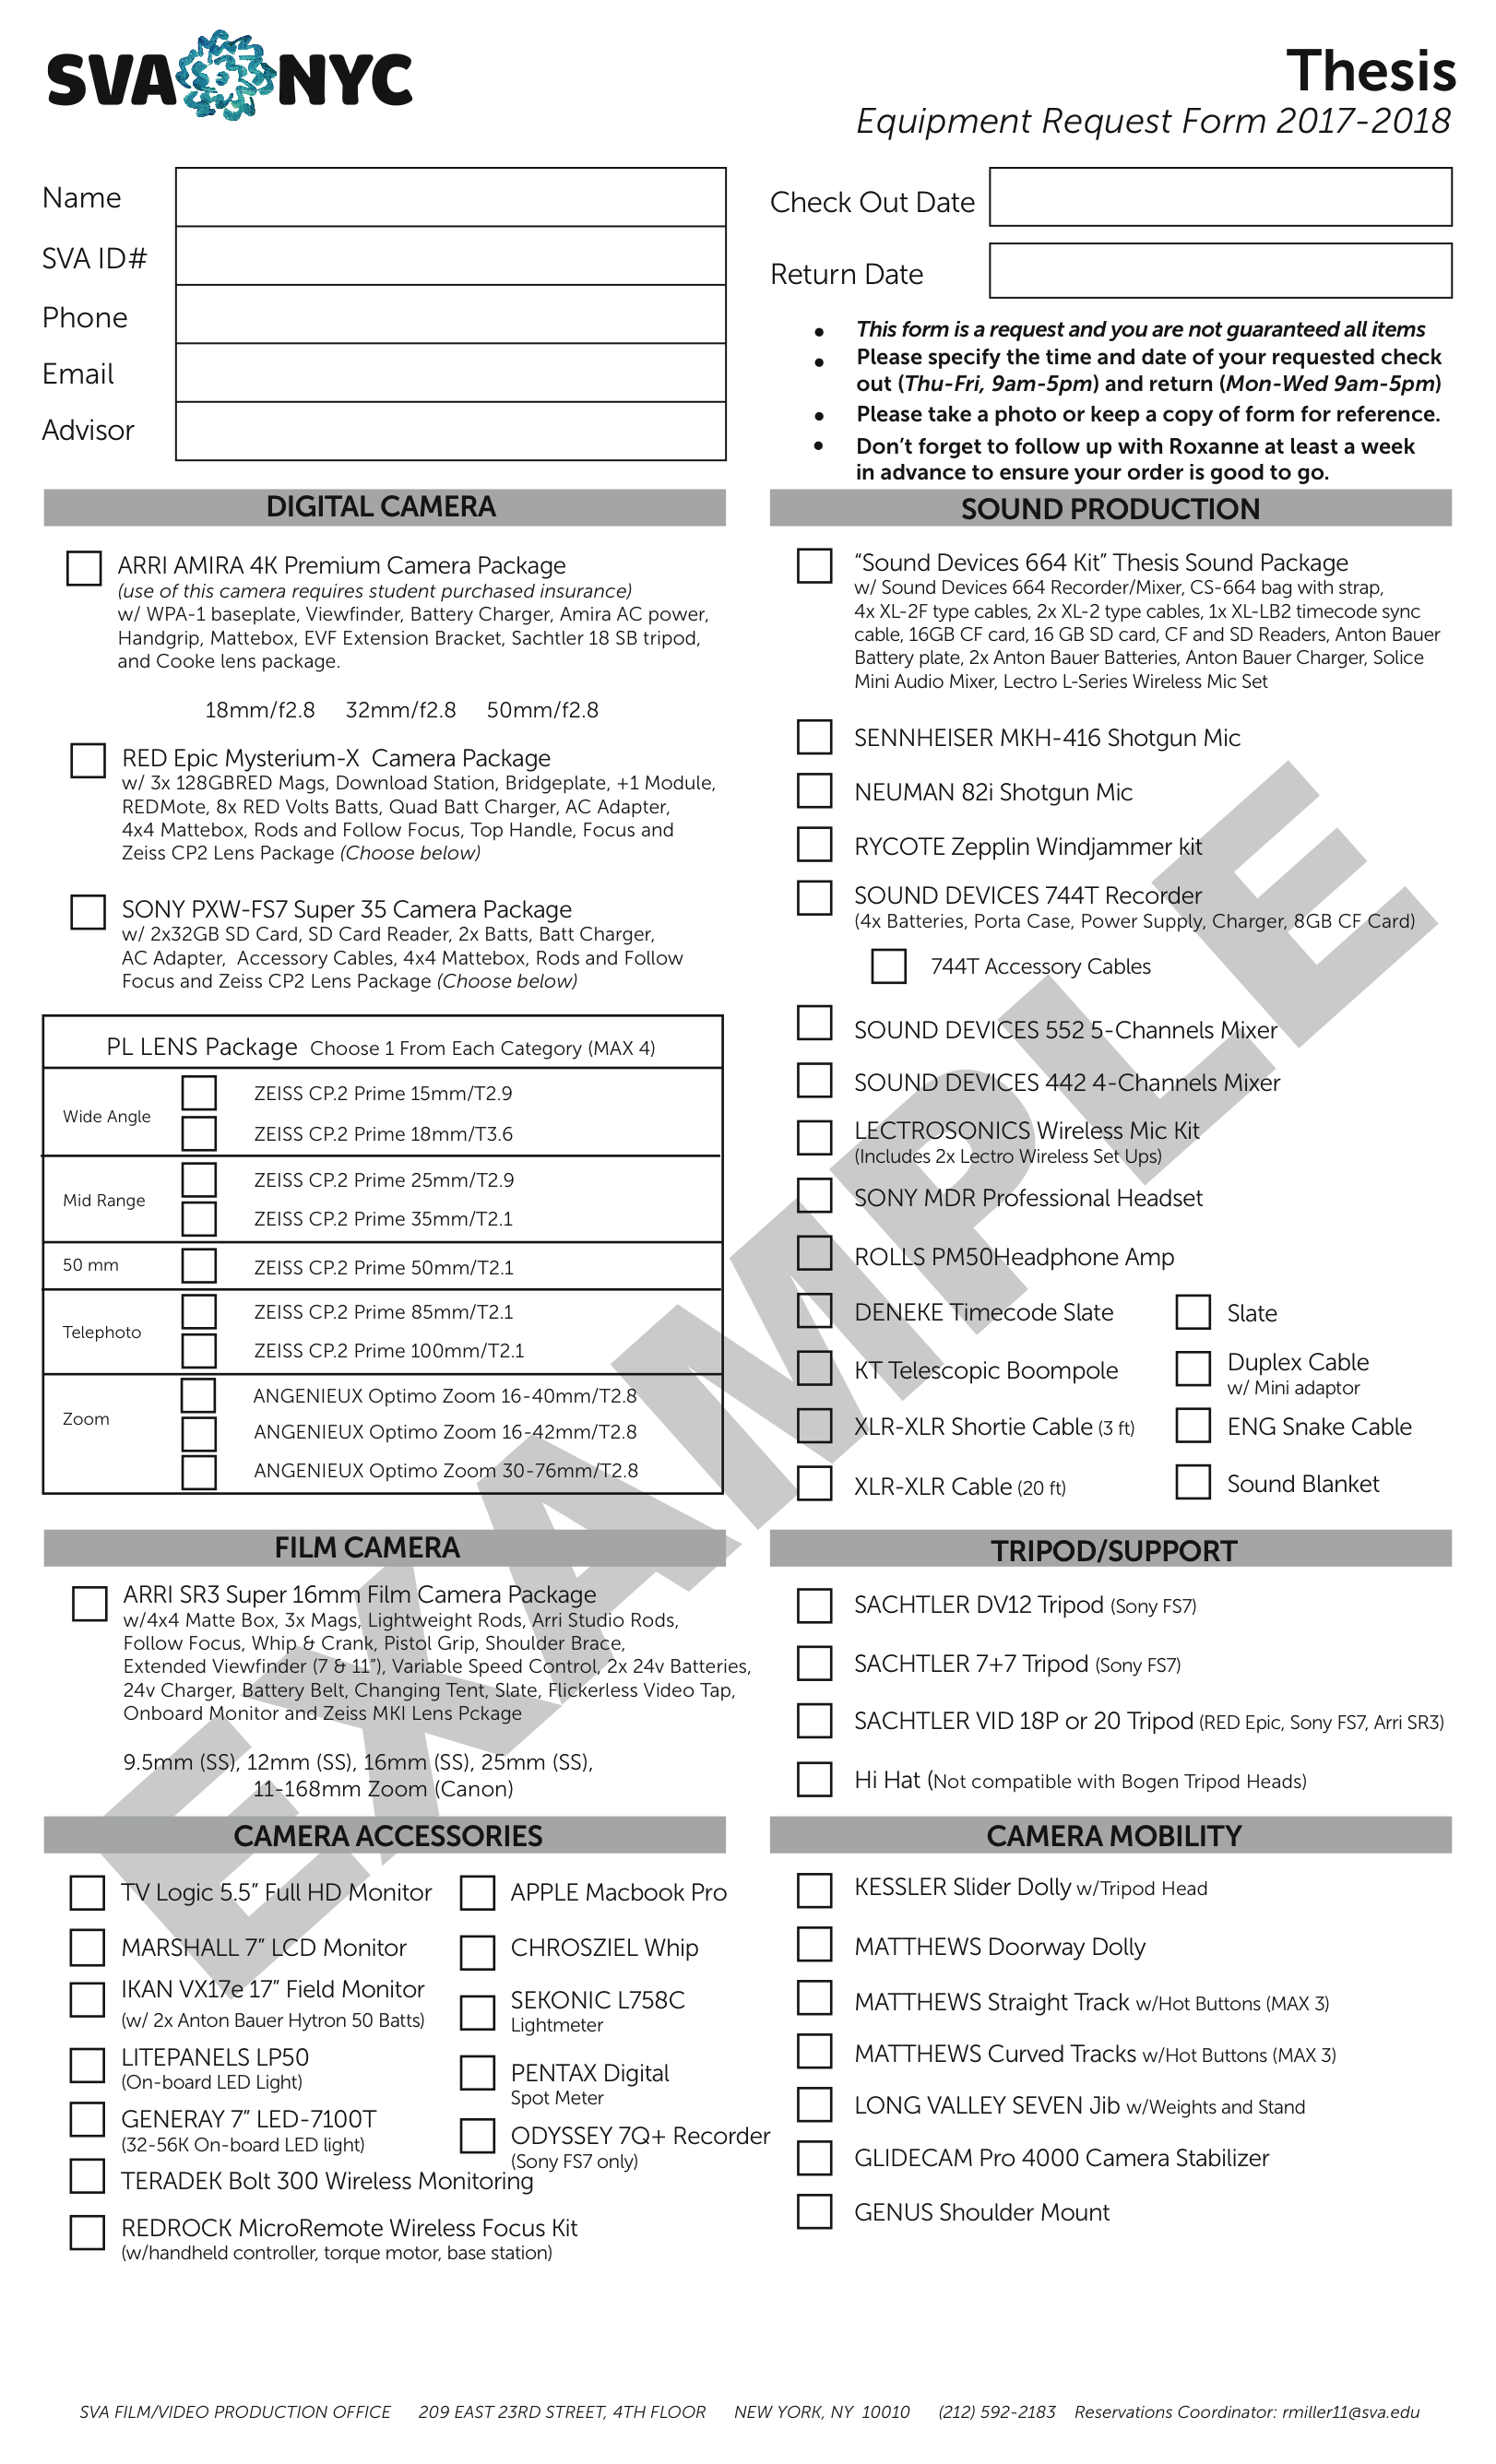 SVA NYC
Thesis
Equipment Request Form 2017-2018
Name
SVA ID#
Phone
Email
Advisor
Check Out Date
Return Date
• This form is a request and you are not guaranteed all items
• Please specify the time and date of your requested check
out (Thu-Fri, 9am-5pm) and return (Mon-Wed 9am-5pm)
• Please take a photo or keep a copy of form for reference.
• Don’t forget to follow up with Roxanne at least a week
in advance to ensure your order is good to go.
DIGITAL CAMERA
ARRI AMIRA 4K Premium Camera Package
(use of this camera requires student purchased insurance)
w/ WPA-1 baseplate, Viewfinder, Battery Charger, Amira AC power,
Handgrip, Mattebox, EVF Extension Bracket, Sachtler 18 SB tripod,
and Cooke lens package.
18mm/f2.8 32mm/f2.8 50mm/f2.8
RED Epic Mysterium-X Camera Package
w/ 3x 128GBRED Mags, Download Station, Bridgeplate, +1 Module,
REDMote, 8x RED Volts Batts, Quad Batt Charger, AC Adapter,
4x4 Mattebox, Rods and Follow Focus, Top Handle, Focus and
Zeiss CP2 Lens Package (Choose below)
SONY PXW-FS7 Super 35 Camera Package
w/ 2x32GB SD Card, SD Card Reader, 2x Batts, Batt Charger,
AC Adapter, Accessory Cables, 4x4 Mattebox, Rods and Follow
Focus and Zeiss CP2 Lens Package (Choose below)
PL LENS Package Choose 1 From Each Category (MAX 4)
Wide Angle
ZEISS CP.2 Prime 15mm/T2.9
ZEISS CP.2 Prime 18mm/T3.6
Mid Range
ZEISS CP.2 Prime 25mm/T2.9
ZEISS CP.2 Prime 35mm/T2.1
50 mm
ZEISS CP.2 Prime 50mm/T2.1
Telephoto
ZEISS CP.2 Prime 85mm/T2.1
ZEISS CP.2 Prime 100mm/T2.1
Zoom
ANGENIEUX Optimo Zoom 16-40mm/T2.8
ANGENIEUX Optimo Zoom 16-42mm/T2.8
ANGENIEUX Optimo Zoom 30-76mm/T2.8
FILM CAMERA
ARRI SR3 Super 16mm Film Camera Package
w/4x4 Matte Box, 3x Mags, Lightweight Rods, Arri Studio Rods,
Follow Focus, Whip & Crank, Pistol Grip, Shoulder Brace,
Extended Viewfinder (7 & 11”), Variable Speed Control, 2x 24v Batteries,
24v Charger, Battery Belt, Changing Tent, Slate, Flickerless Video Tap,
Onboard Monitor and Zeiss MKI Lens Pckage
9.5mm (SS), 12mm (SS), 16mm (SS), 25mm (SS),
11-168mm Zoom (Canon)
CAMERA ACCESSORIES
TV Logic 5.5” Full HD Monitor
MARSHALL 7” LCD Monitor
IKAN VX17e 17” Field Monitor
(w/ 2x Anton Bauer Hytron 50 Batts)
LITEPANELS LP50
(On-board LED Light)
GENERAY 7” LED-7100T
(32-56K On-board LED light)
TERADEK Bolt 300 Wireless Monitoring
REDROCK MicroRemote Wireless Focus Kit
(w/handheld controller, torque motor, base station)
APPLE Macbook Pro
CHROSZIEL Whip
SEKONIC L758C
Lightmeter
PENTAX Digital
Spot Meter
ODYSSEY 7Q+ Recorder
(Sony FS7 only)
SOUND PRODUCTION
“Sound Devices 664 Kit” Thesis Sound Package
w/ Sound Devices 664 Recorder/Mixer, CS-664 bag with strap,
4x XL-2F type cables, 2x XL-2 type cables, 1x XL-LB2 timecode sync
cable, 16GB CF card, 16 GB SD card, CF and SD Readers, Anton Bauer
Battery plate, 2x Anton Bauer Batteries, Anton Bauer Charger, Solice
Mini Audio Mixer, Lectro L-Series Wireless Mic Set
SENNHEISER MKH-416 Shotgun Mic
NEUMAN 82i Shotgun Mic
RYCOTE Zepplin Windjammer kit
SOUND DEVICES 744T Recorder
(4x Batteries, Porta Case, Power Supply, Charger, 8GB CF Card)
744T Accessory Cables
SOUND DEVICES 552 5-Channels Mixer
SOUND DEVICES 442 4-Channels Mixer
LECTROSONICS Wireless Mic Kit
(Includes 2x Lectro Wireless Set Ups)
SONY MDR Professional Headset
ROLLS PM50Headphone Amp
DENEKE Timecode Slate
Slate
KT Telescopic Boompole
Duplex Cable
w/ Mini adaptor
XLR-XLR Shortie Cable (3 ft)
ENG Snake Cable
XLR-XLR Cable (20 ft)
Sound Blanket
TRIPOD/SUPPORT
SACHTLER DV12 Tripod (Sony FS7)
SACHTLER 7+7 Tripod (Sony FS7)
SACHTLER VID 18P or 20 Tripod (RED Epic, Sony FS7, Arri SR3)
Hi Hat (Not compatible with Bogen Tripod Heads)
CAMERA MOBILITY
KESSLER Slider Dolly w/Tripod Head
MATTHEWS Doorway Dolly
MATTHEWS Straight Track w/Hot Buttons (MAX 3)
MATTHEWS Curved Tracks w/Hot Buttons (MAX 3)
LONG VALLEY SEVEN Jib w/Weights and Stand
GLIDECAM Pro 4000 Camera Stabilizer
GENUS Shoulder Mount
EXAMPLE
SVA FILM/VIDEO PRODUCTION OFFICE 209 EAST 23RD STREET, 4TH FLOOR NEW YORK, NY 10010 (212) 592-2183 Reservations Coordinator: rmiller11@sva.edu